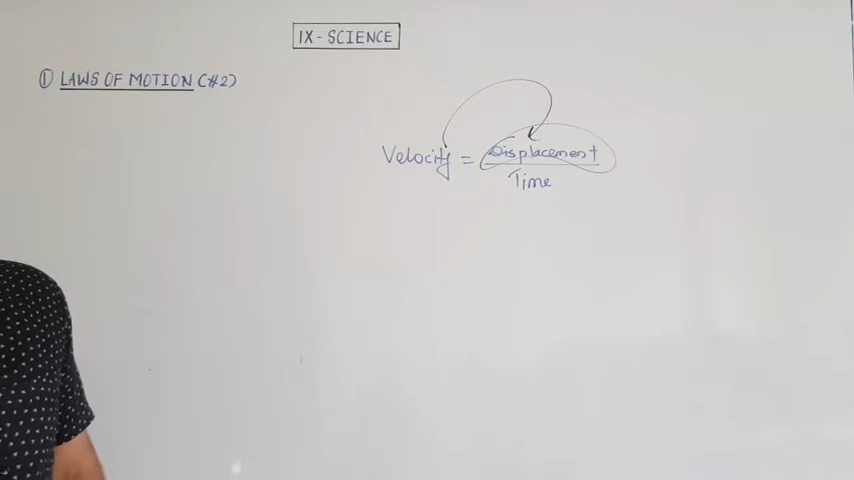 IX - SCIENCE
① LAWS OF MOTION (#2)
Velocity = Displacement
Time